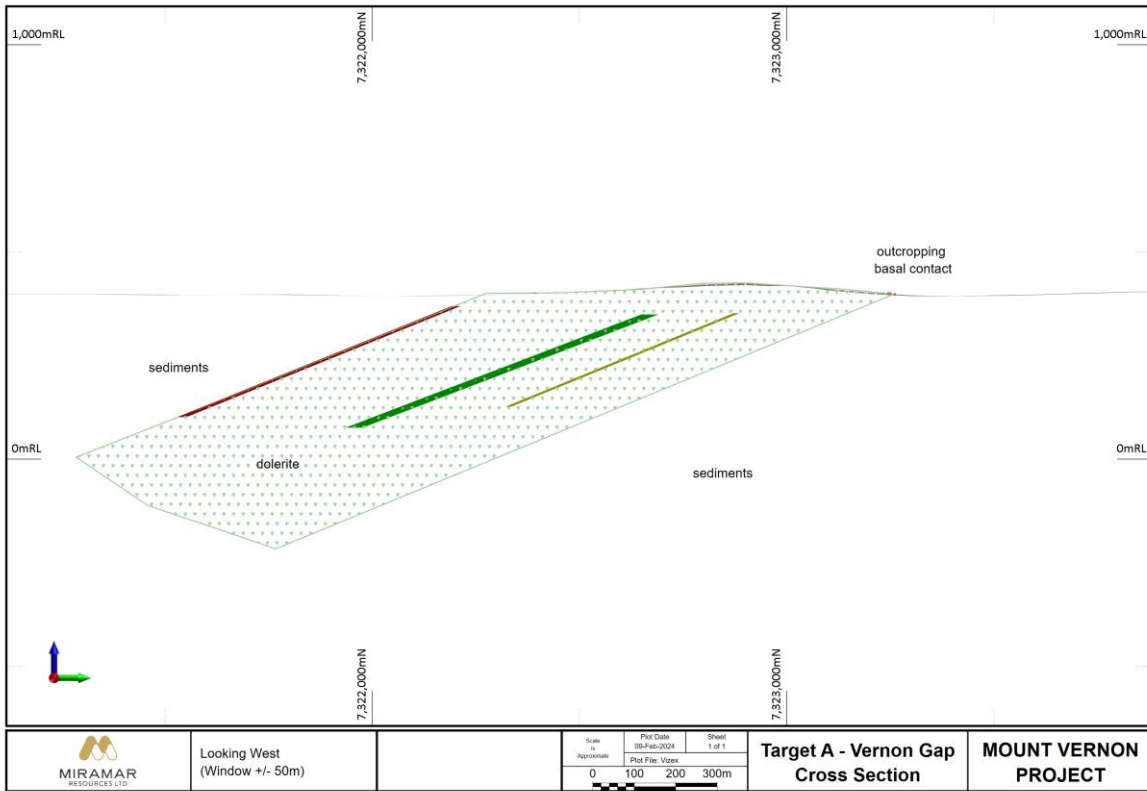 1,000mRL
7,322,000mN
7,323,000mN
1,000mRL
outcropping
basal contact
sediments
0mRL
dolerite
sediments
0mRL
7,322,000mN
7,323,000mN
MIRAMAR
RESOURCES LTD
Looking West
(Window +/- 50m)
Scale
is
Approximate
Plot Date
09-Feb-2024
Sheet
1 of 1
Plot File: Vizex
0 100 200 300m
Target A - Vernon Gap
Cross Section
MOUNT VERNON
PROJECT